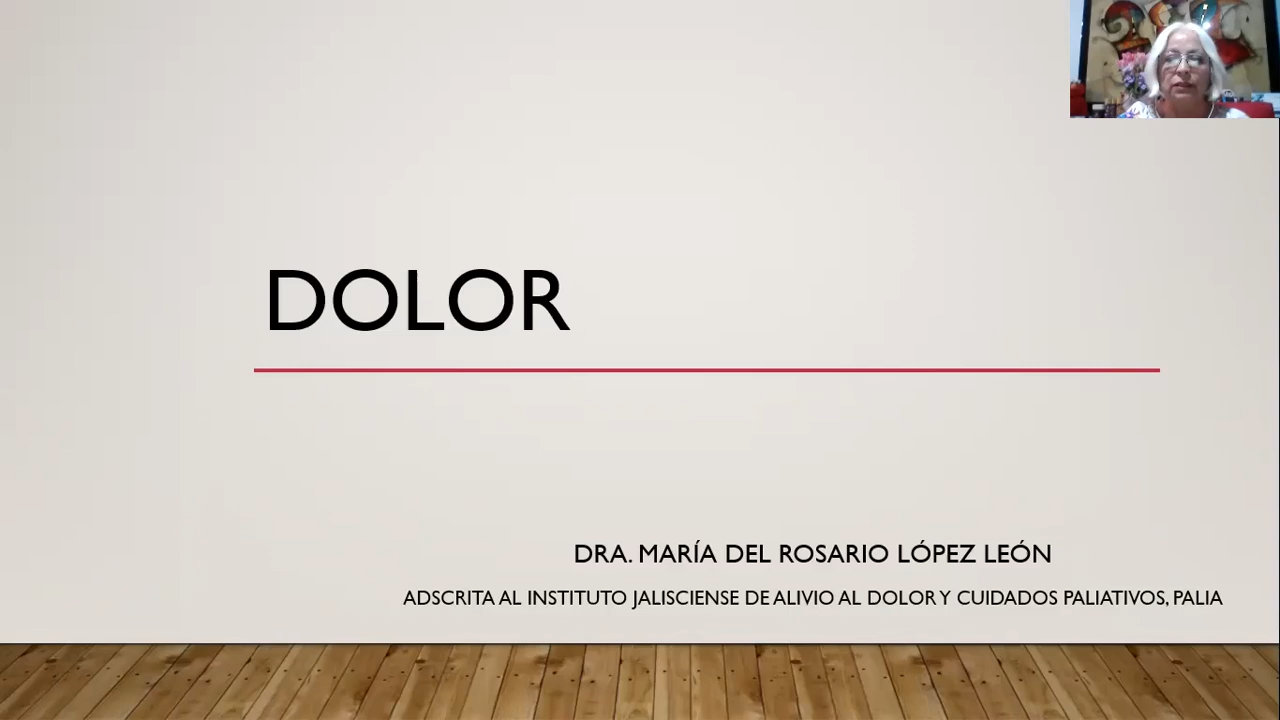 DOLOR
DRA. MARÍA DEL ROSARIO LÓPEZ LEÓN
ADSCRITA AL INSTITUTO JALISCIENSE DE ALIVIO AL DOLOR Y CUIDADOS PALIATIVOS, PALIA